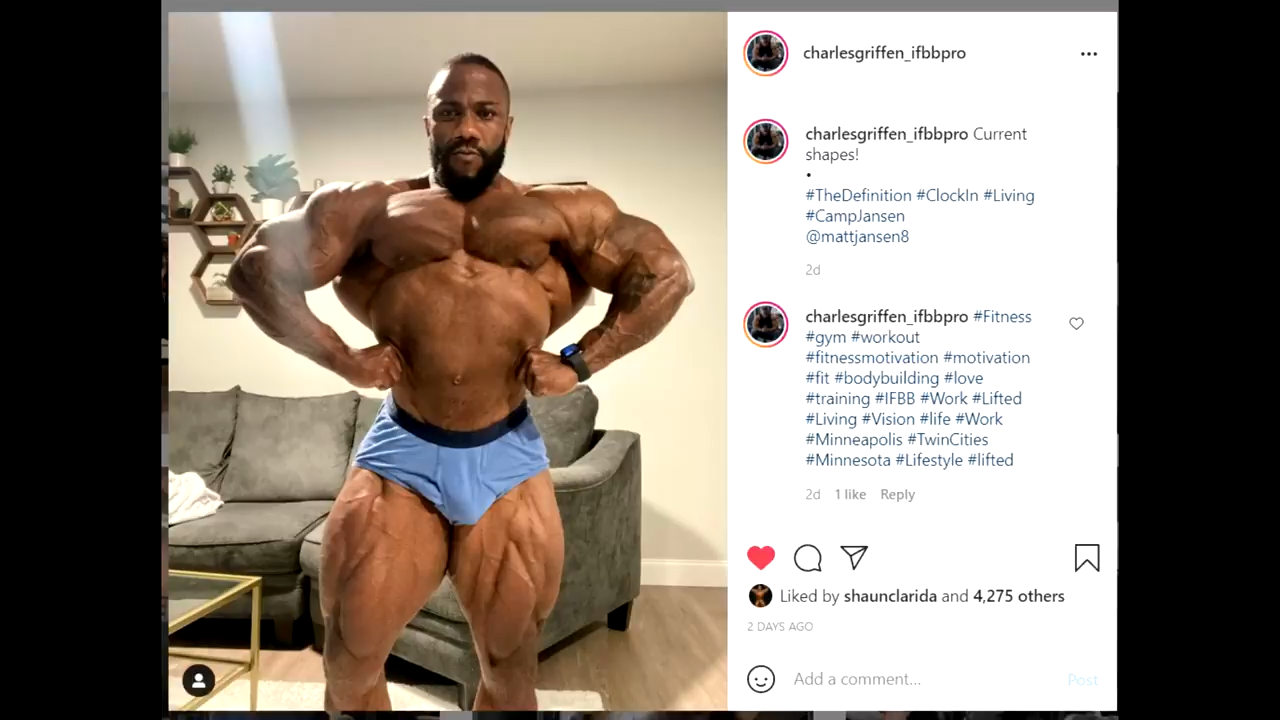 charlesgriffen_ifbbpro
charlesgriffen_ifbbpro Current
shapes!
•
#TheDefinition #ClockIn #Living
#CampJansen
@mattjansen8
2d
charlesgriffen_ifbbpro #Fitness
#gym #workout
#fitnessmotivation #motivation
#fit #bodybuilding #love
#training #IFBB #Work #Lifted
#Living #Vision #life #Work
#Minneapolis #TwinCities
#Minnesota #Lifestyle #lifted
2d 1 like Reply
Liked by shaunclarida and 4,275 others
2 DAYS AGO
Add a comment... Post